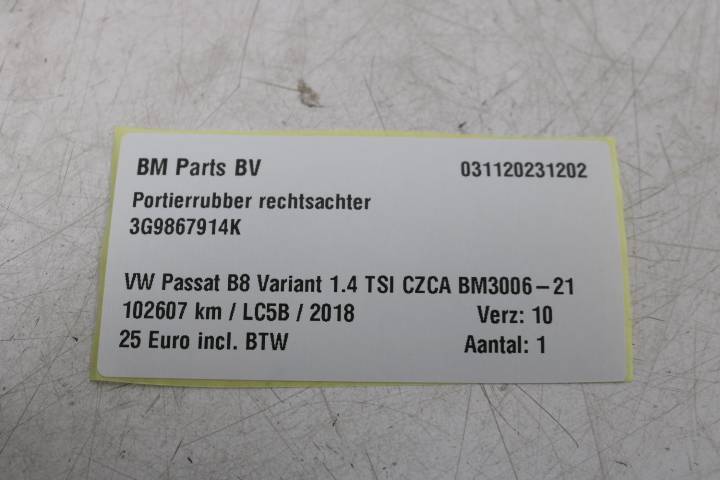 BM Parts BV 031120231202
Portierrubber rechtsachter
3G9867914K
VW Passat B8 Variant 1.4 TSI CZCA BM3006-21
102607 km / LC5B / 2018 Verz: 10
25 Euro incl. BTW Aantal: 1